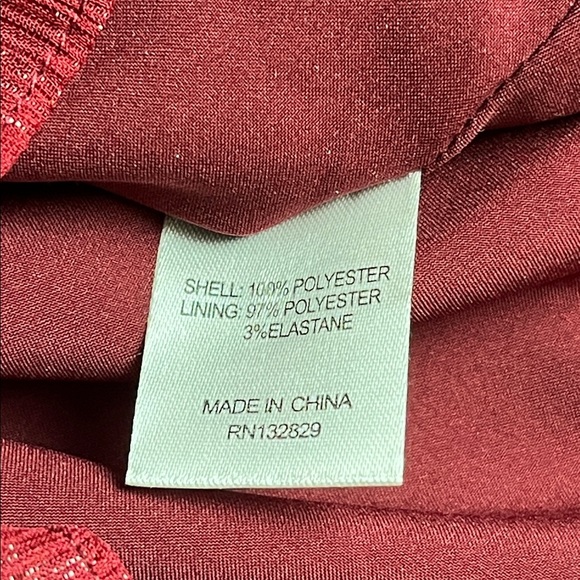 SHELL: 100% POLYESTER
LINING: 97% POLYESTER
3%ELASTANE
MADE IN CHINA
RN132829